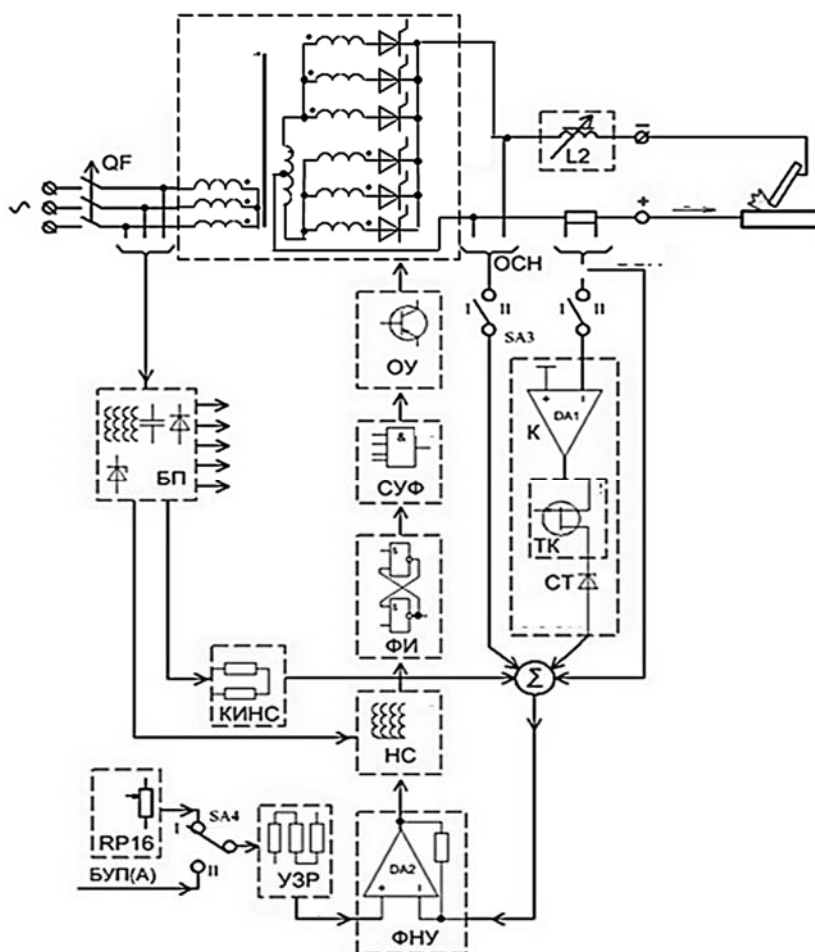 QF
L2
+
ОСН
I
II
SA3
I
II
ОУ
+
DA1
К
&
СУФ
БП
ТК
СТ
ФИ
Σ
КИНС
НС
RP16
SA4
I
II
БУП(А)
УЗР
DA2
+
ФНУ